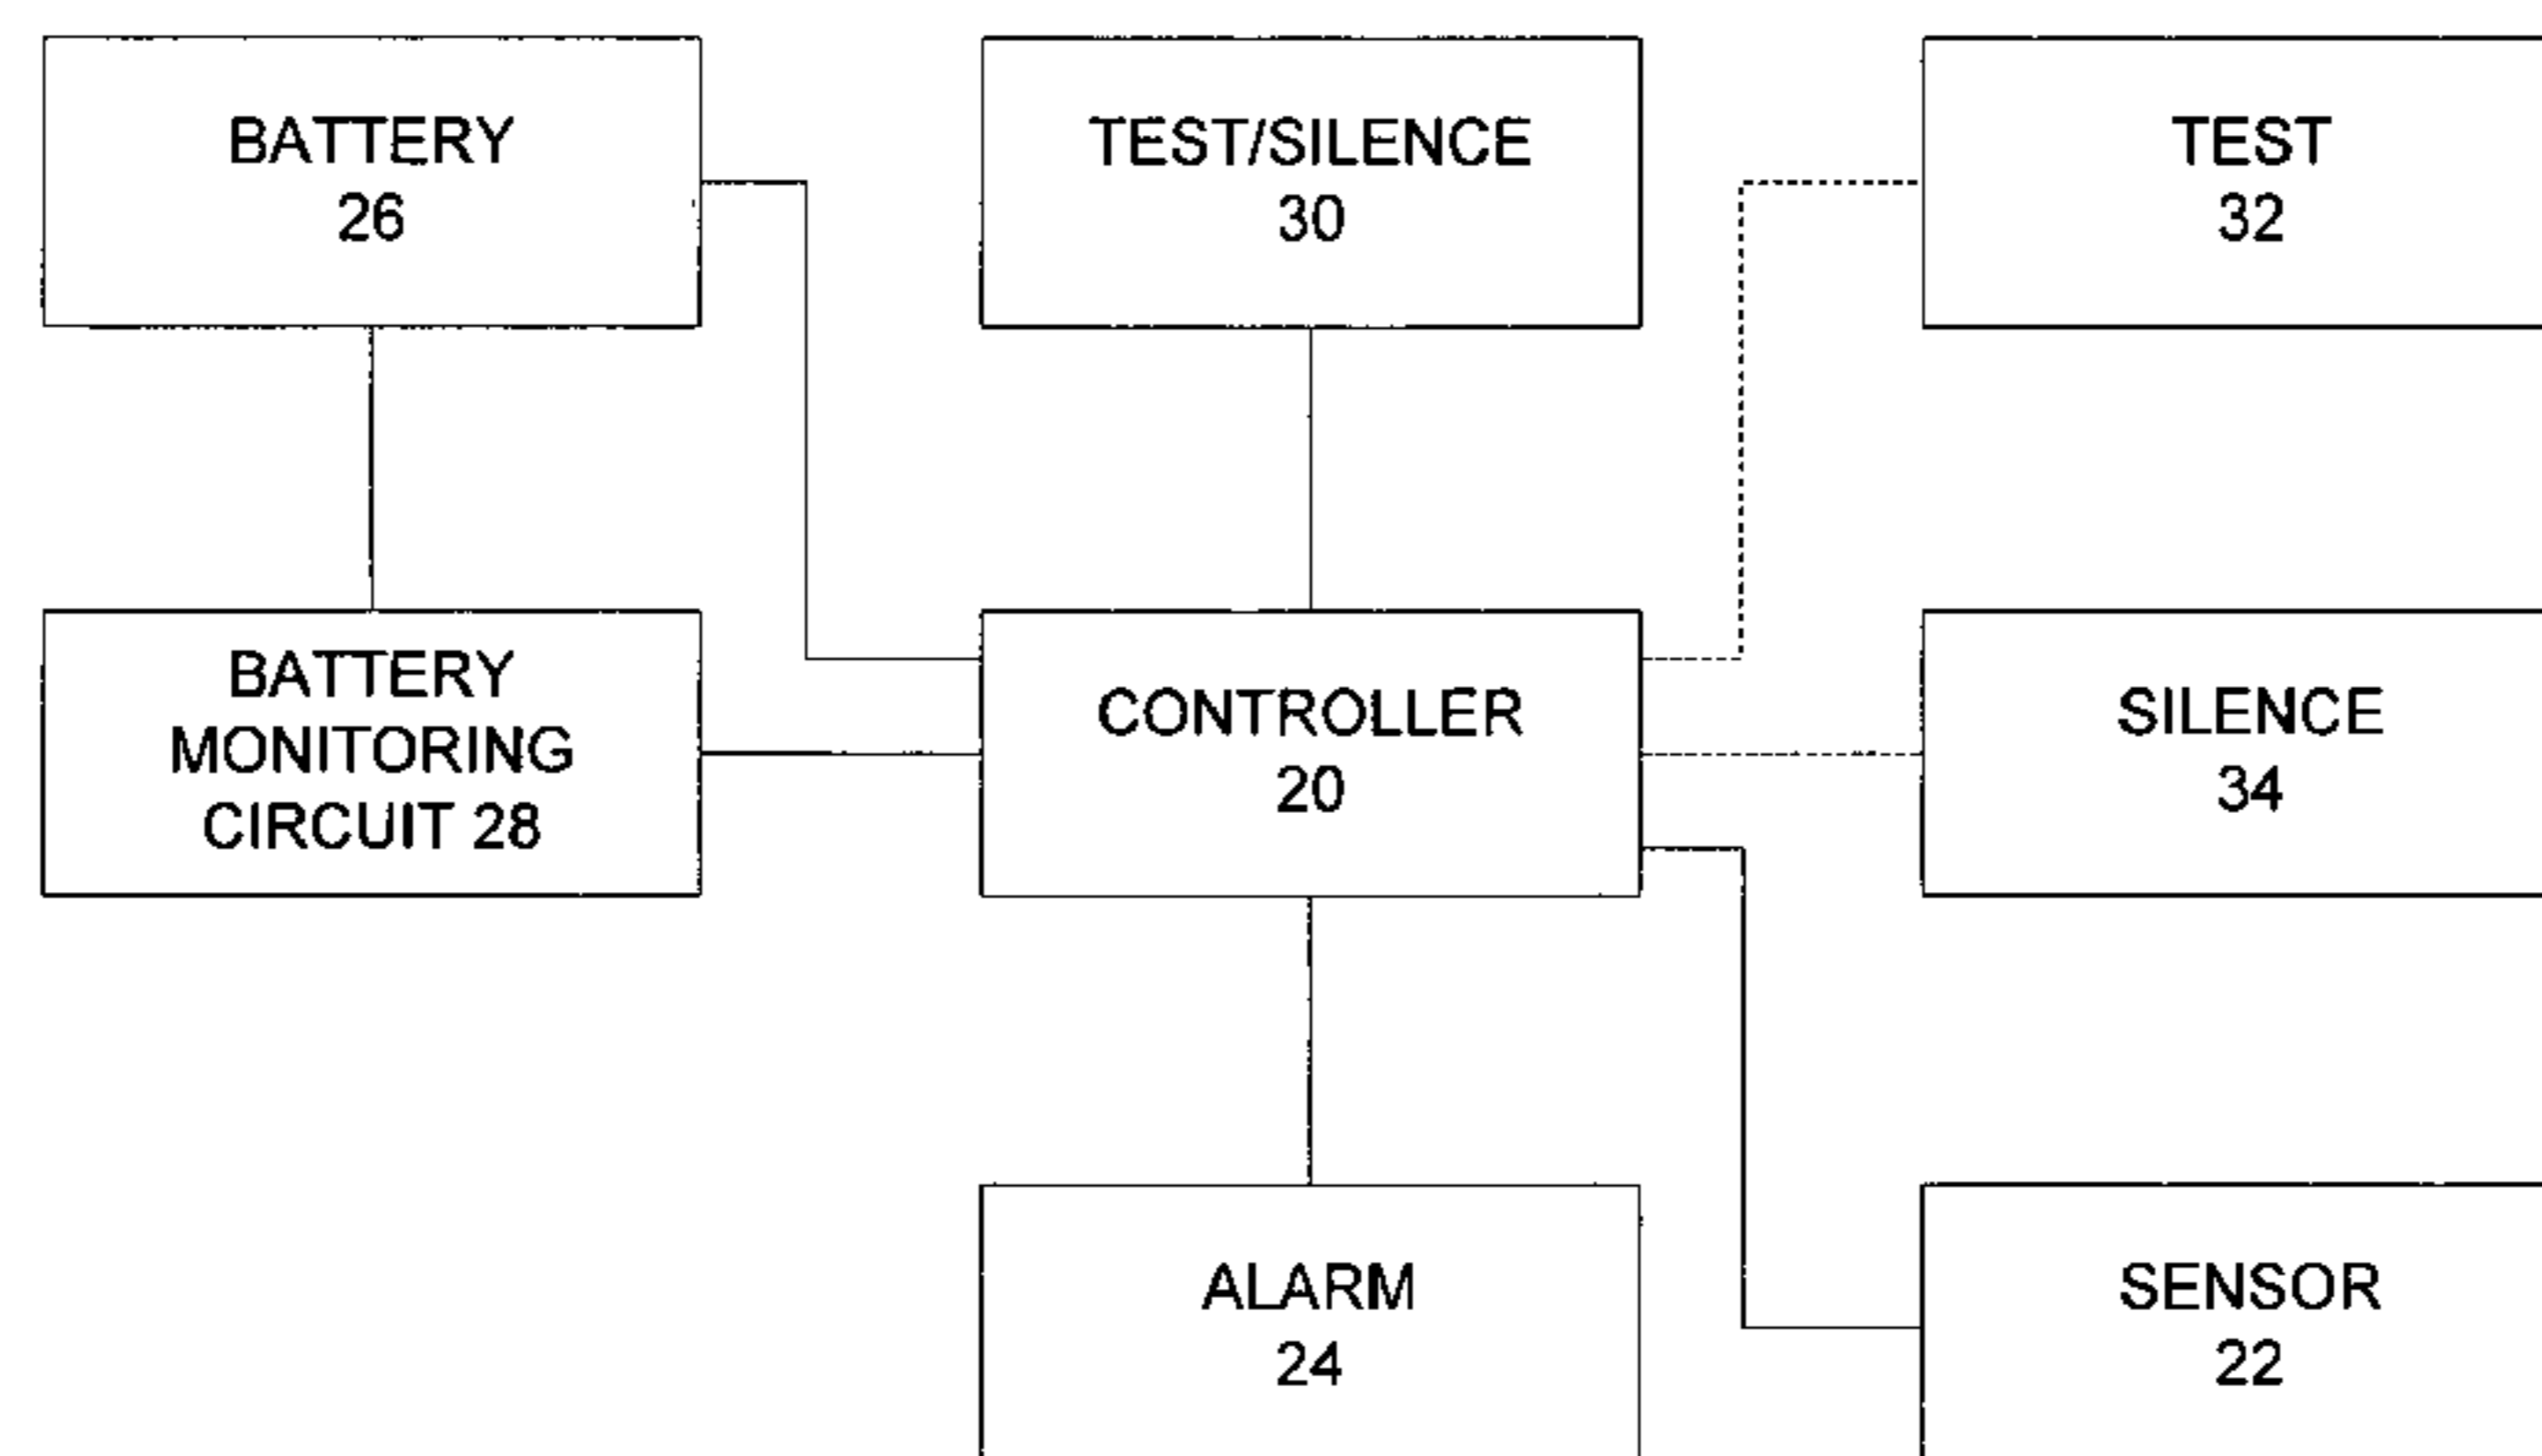 BATTERY
26
TEST/SILENCE
30
TEST
32
BATTERY
MONITORING
CIRCUIT 28
CONTROLLER
20
SILENCE
34
ALARM
24
SENSOR
22